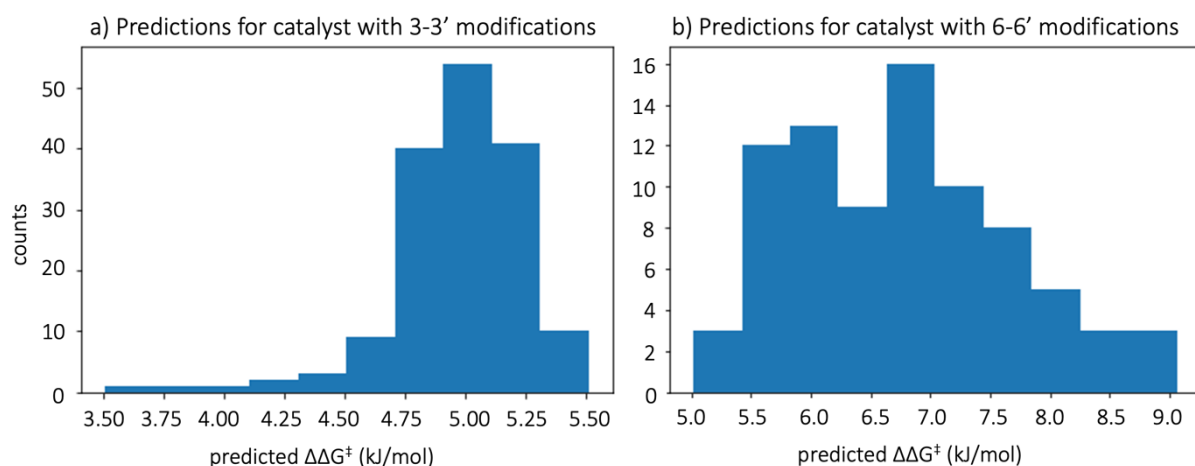 a) Predictions for catalyst with 3-3’ modifications
50
40
30
20
10
0
counts
3.50 3.75 4.00 4.25 4.50 4.75 5.00 5.25 5.50
predicted ΔΔG‡ (kJ/mol)
b) Predictions for catalyst with 6-6’ modifications
16
14
12
10
8
6
4
2
0
5.0 5.5 6.0 6.5 7.0 7.5 8.0 8.5 9.0
predicted ΔΔG‡ (kJ/mol)